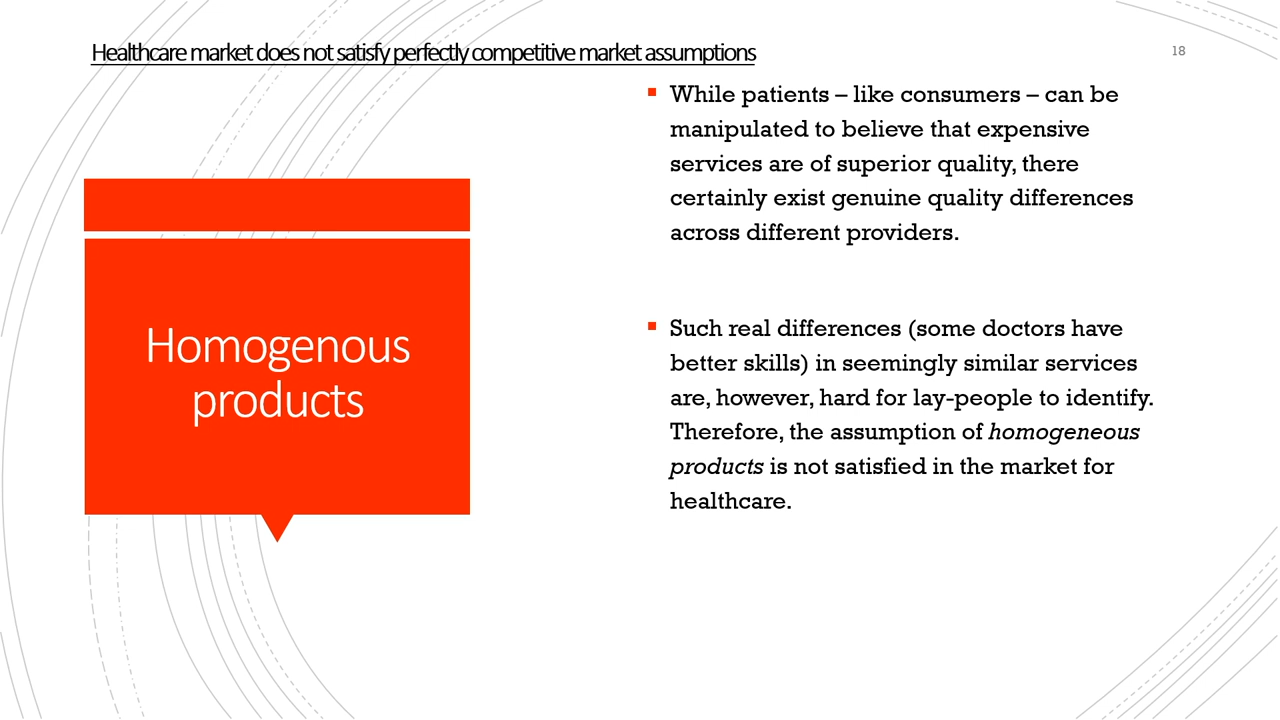 Healthcare market does not satisfy perfectly competitive market assumptions
18
Homogenous
products
While patients – like consumers – can be
manipulated to believe that expensive
services are of superior quality, there
certainly exist genuine quality differences
across different providers.
Such real differences (some doctors have
better skills) in seemingly similar services
are, however, hard for lay-people to identify.
Therefore, the assumption of homogeneous
products is not satisfied in the market for
healthcare.